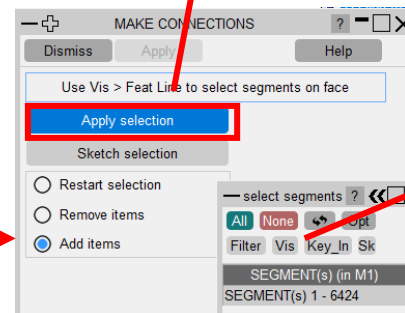 MAKE CONNECTIONS ?
Dismiss Apply Help
Use Vis > Feat Line to select segments on face
Apply selection
Sketch selection
Restart selection
Remove items
Add items
select segments ?
All None Opt
Filter Vis Key_In Sk
SEGMENT(s) (in M1)
SEGMENT(s) 1 - 6424